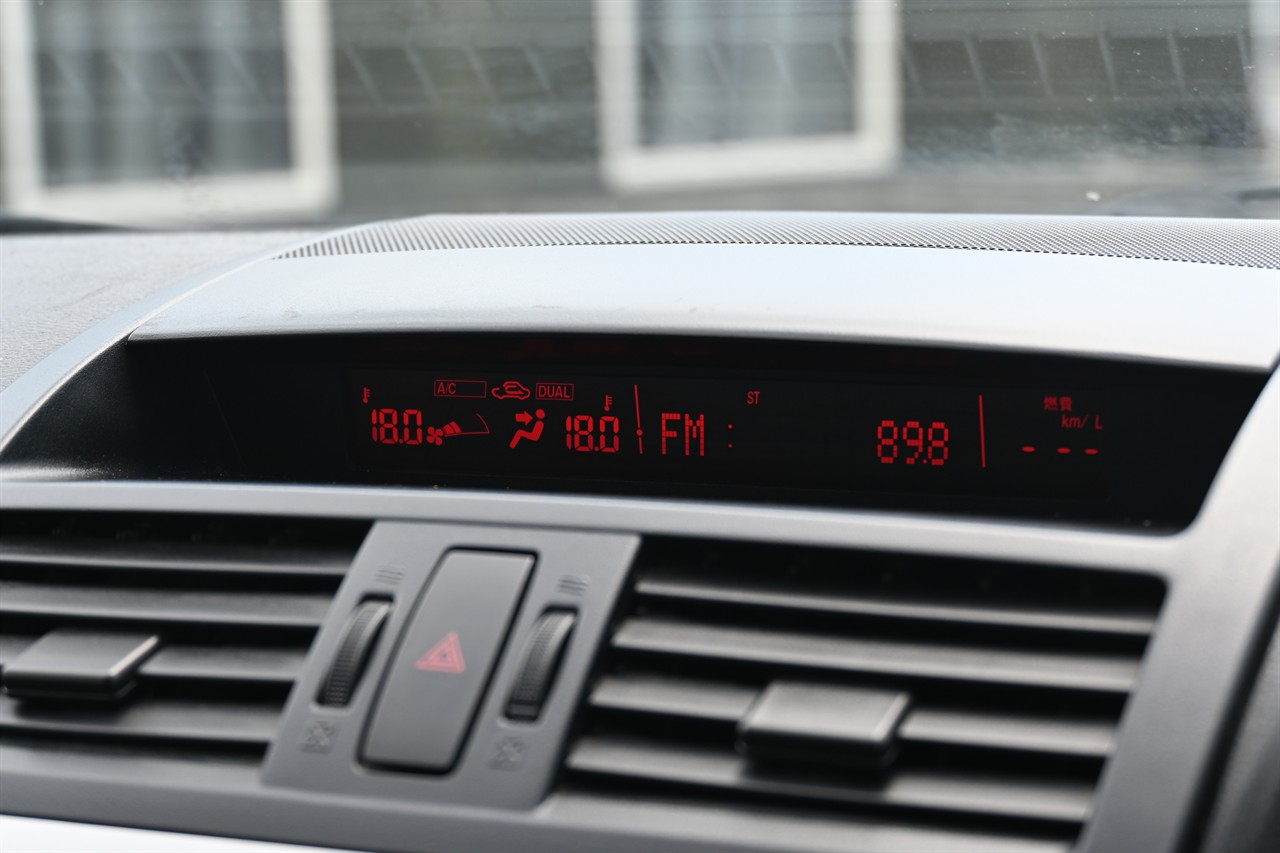 A/C DUAL ST 燃費
km/L
18.0 18.0 FM : 89.8 - - - -